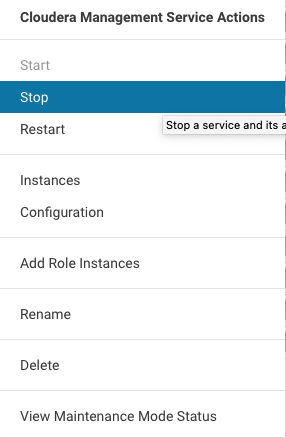 Cloudera Management Service Actions
Start
Stop
Stop a service and its a
Restart
Instances
Configuration
Add Role Instances
Rename
Delete
View Maintenance Mode Status